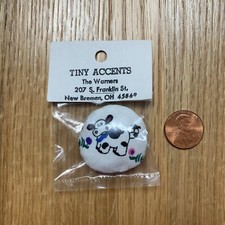 TINY ACCENTS
The Warners
207 S. Franklin St.
New Bremen, OH 45869